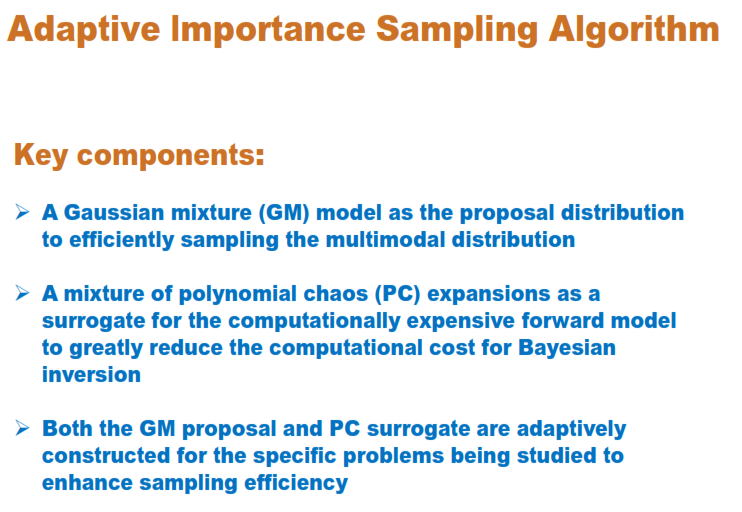 Adaptive Importance Sampling Algorithm
Key components:
➢ A Gaussian mixture (GM) model as the proposal distribution
to efficiently sampling the multimodal distribution
➢ A mixture of polynomial chaos (PC) expansions as a
surrogate for the computationally expensive forward model
to greatly reduce the computational cost for Bayesian
inversion
➢ Both the GM proposal and PC surrogate are adaptively
constructed for the specific problems being studied to
enhance sampling efficiency